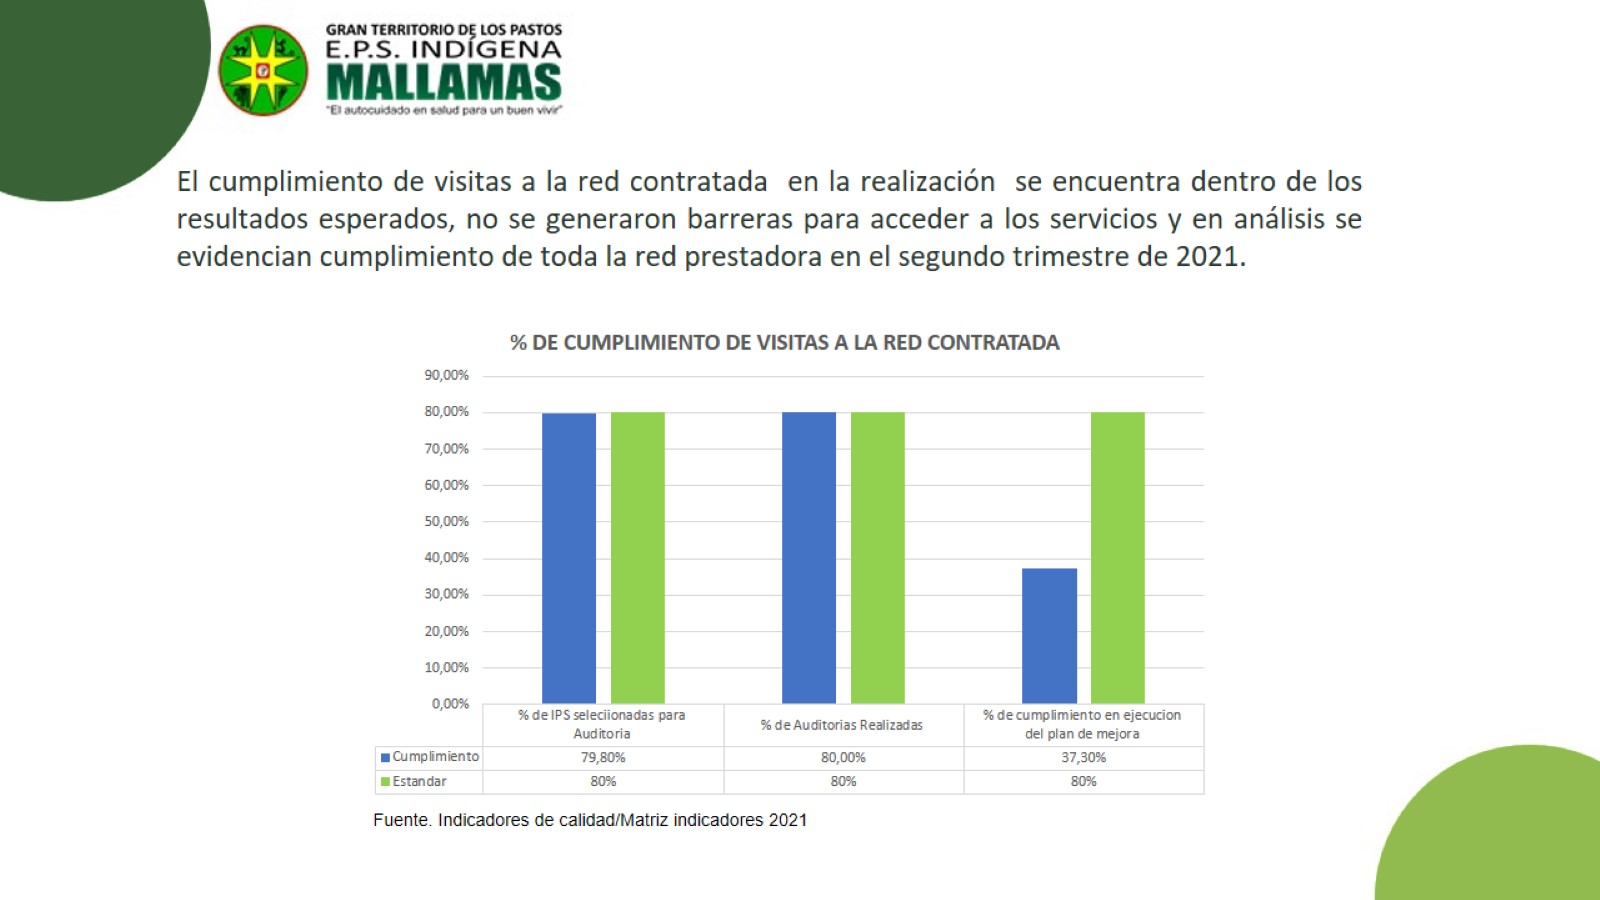 GRAN TERRITORIO DE LOS PASTOS
E.P.S. INDÍGENA
MALLAMAS
"El autocuidado en salud para un buen vivir"
El cumplimiento de visitas a la red contratada  en la realización  se encuentra dentro de los
resultados esperados, no se generaron barreras para acceder a los servicios y en análisis se
evidencian cumplimiento de toda la red prestadora en el segundo trimestre de 2021.
% DE CUMPLIMIENTO DE VISITAS A LA RED CONTRATADA
90,00%
80,00%
70,00%
60,00%
50,00%
40,00%
30,00%
20,00%
10,00%
0,00%
% de IPS seleciionadas para
Auditoria
% de Auditorias Realizadas
% de cumplimiento en ejecucion
del plan de mejora
Cumplimiento 79,80% 80,00% 37,30%
Estandar 80% 80% 80%
Fuente. Indicadores de calidad/Matriz indicadores 2021